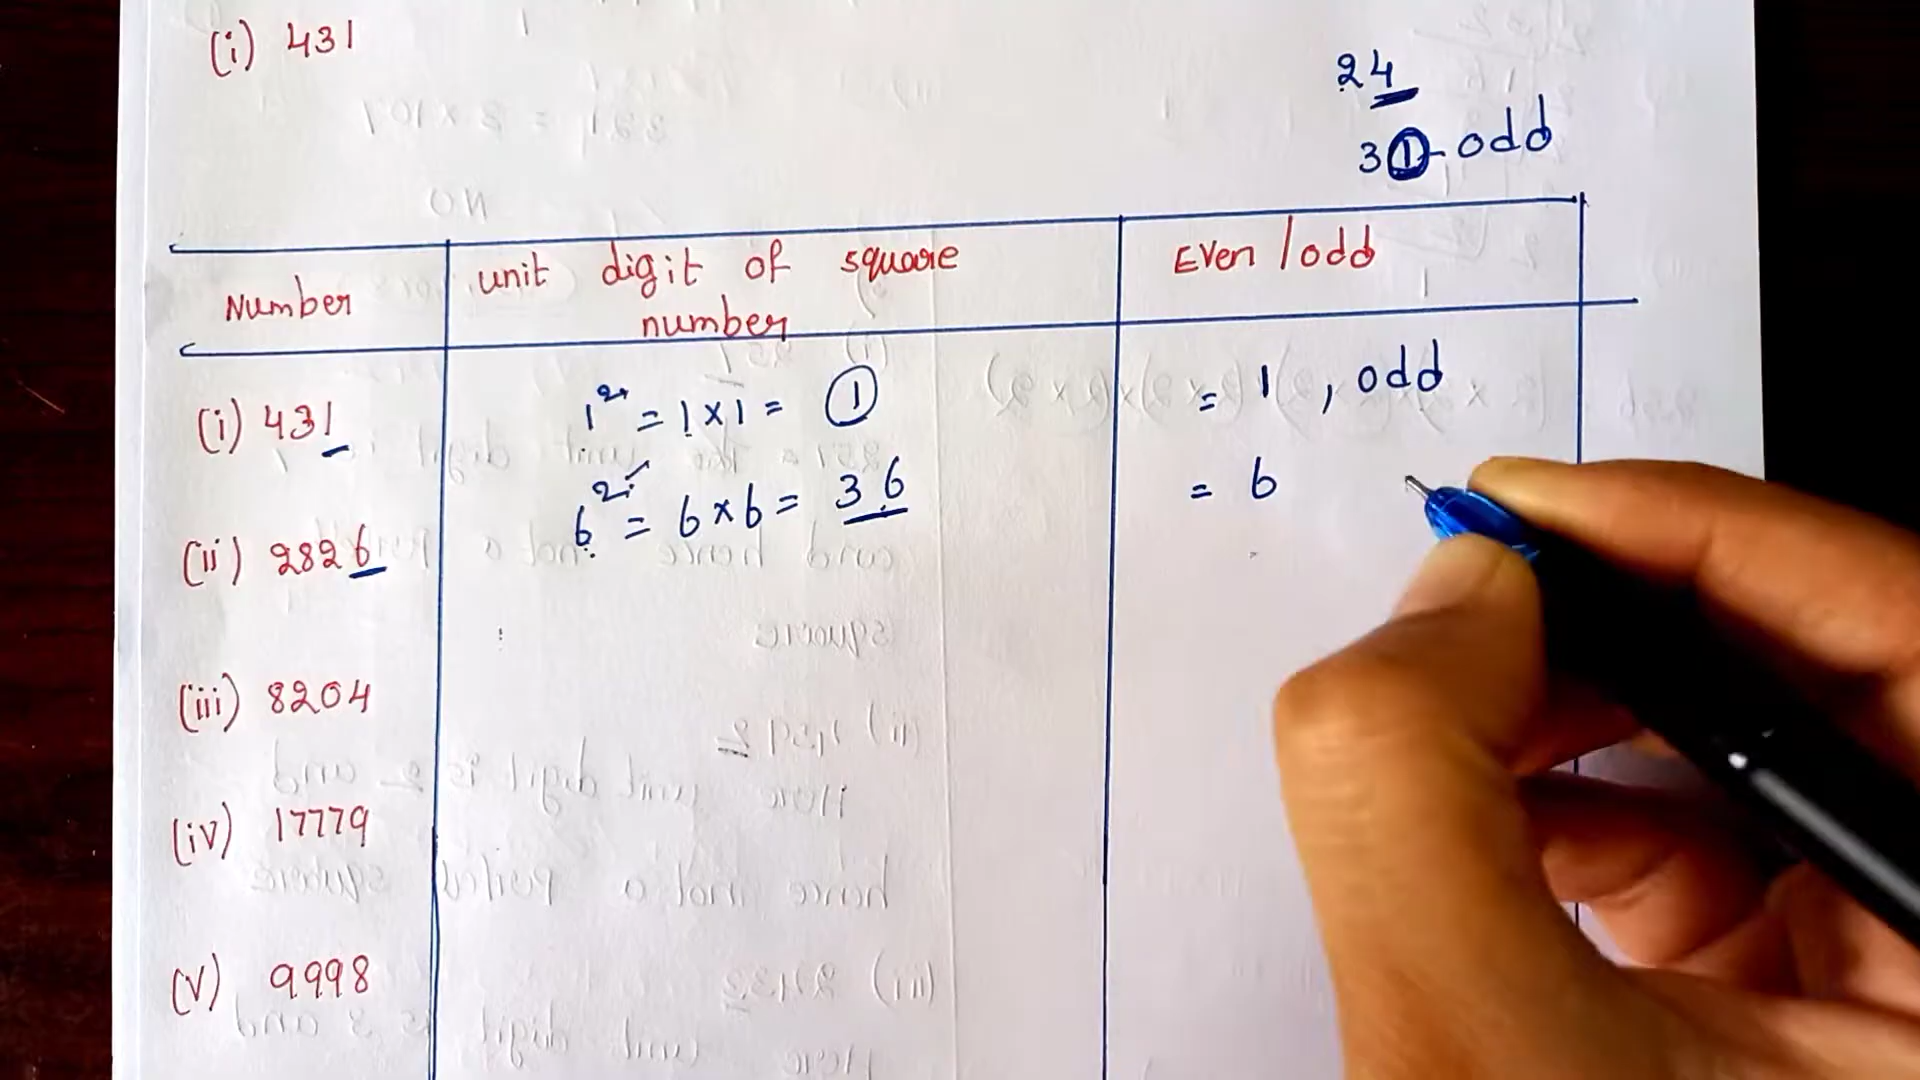 (i) 431
24
3①-odd
Number
unit digit of square number
Even / odd
(i) 431
1² = 1 x 1 = ①
= 1 , odd
(ii) 2826
6² = 6 x 6 = 36
= 6
(iii) 8204
(iv) 17779
(v) 9998